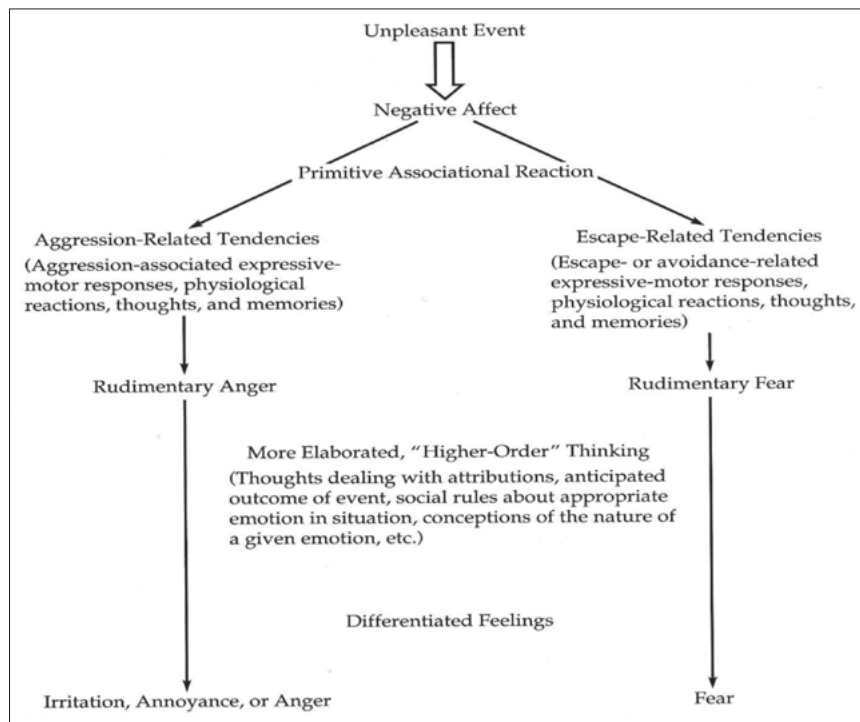 Unpleasant Event
Negative Affect
Primitive Associational Reaction
Aggression-Related Tendencies
(Aggression-associated expressive-
motor responses, physiological
reactions, thoughts, and memories)
Escape-Related Tendencies
(Escape- or avoidance-related
expressive-motor responses,
physiological reactions, thoughts,
and memories)
Rudimentary Anger
Rudimentary Fear
More Elaborated, “Higher-Order” Thinking
(Thoughts dealing with attributions, anticipated
outcome of event, social rules about appropriate
emotion in situation, conceptions of the nature of
a given emotion, etc.)
Differentiated Feelings
Irritation, Annoyance, or Anger
Fear